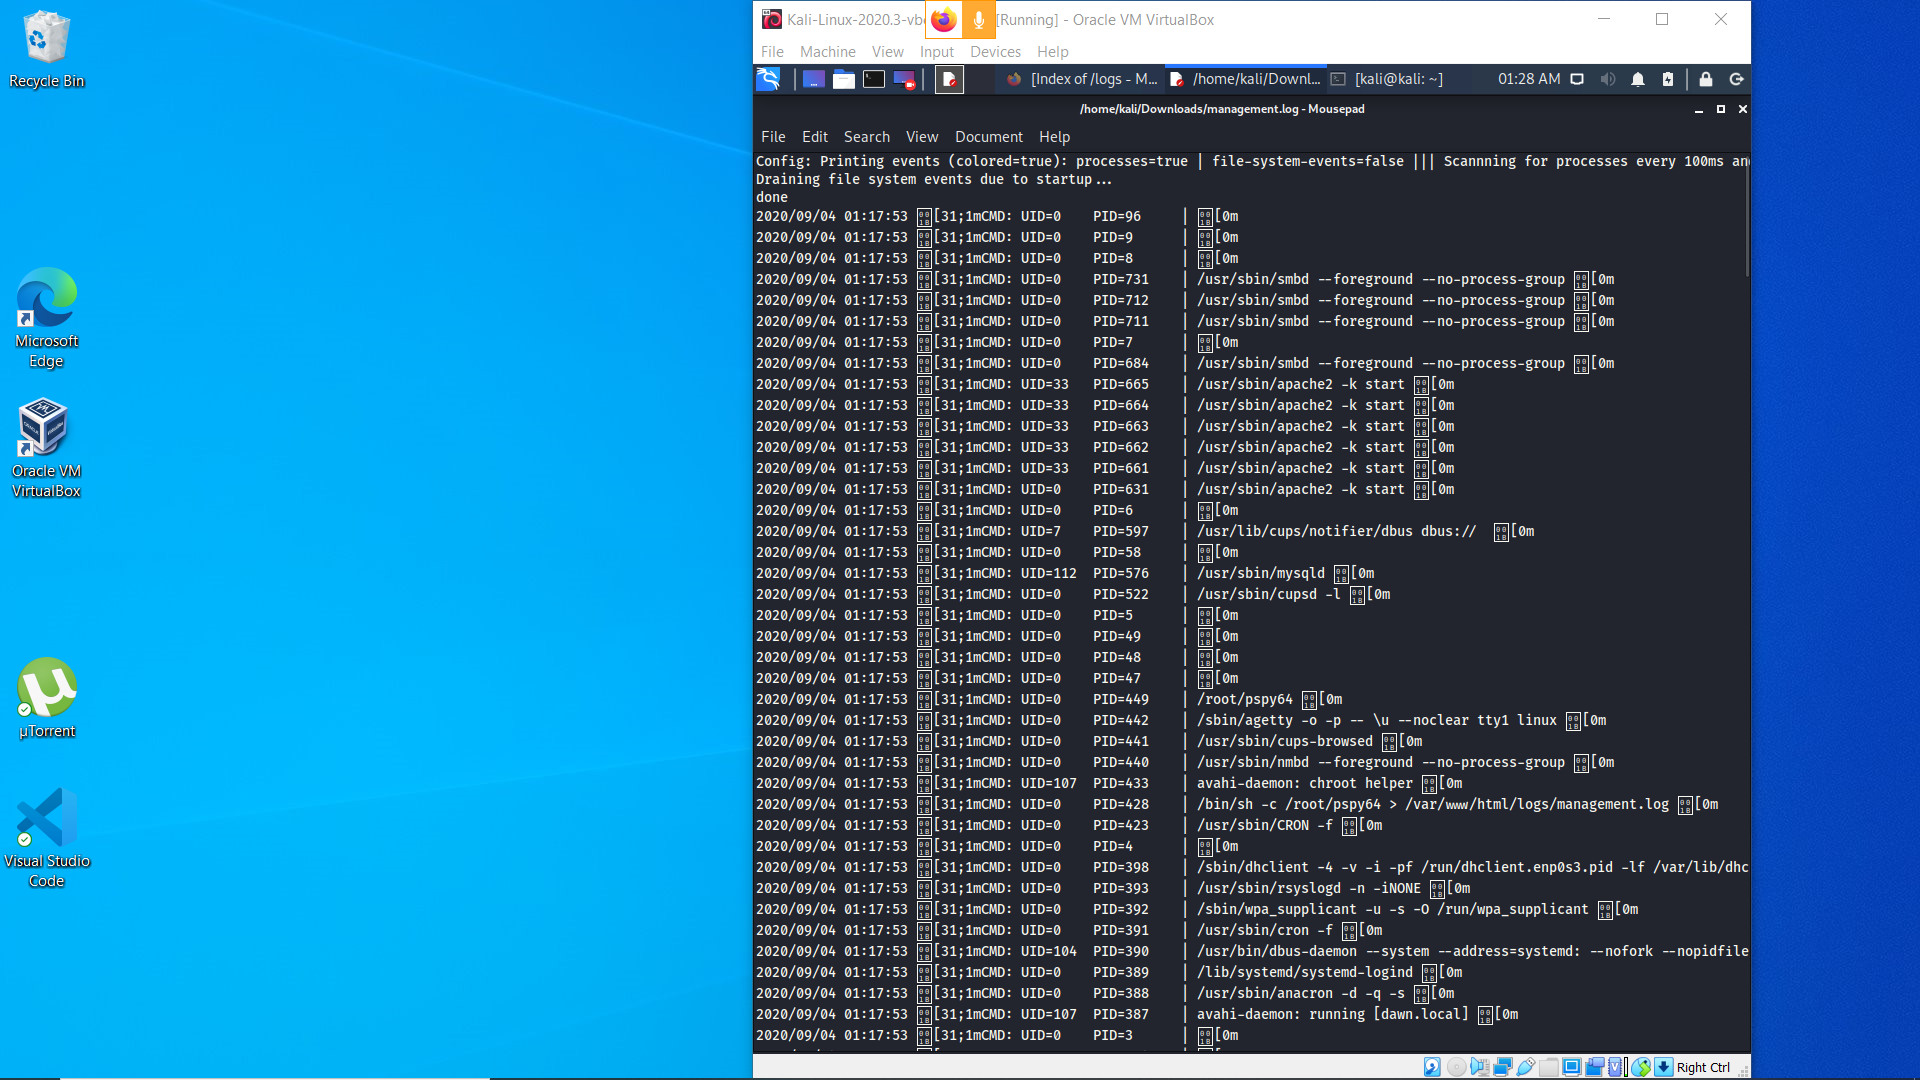 Recycle Bin
Microsoft
Edge
Oracle VM
VirtualBox
µTorrent
Visual Studio
Code
Kali-Linux-2020.3-vb [Running] - Oracle VM VirtualBox
File Machine View Input Devices Help
[Index of /logs - M... /home/kali/Downl... [kali@kali: ~] 01:28 AM
/home/kali/Downloads/management.log - Mousepad
File Edit Search View Document Help
Config: Printing events (colored=true): processes=true | file-system-events=false ||| Scannning for processes every 100ms an
Draining file system events due to startup...
done
2020/09/04 01:17:53 [31;1mCMD: UID=0 PID=96 | [0m
2020/09/04 01:17:53 [31;1mCMD: UID=0 PID=9 | [0m
2020/09/04 01:17:53 [31;1mCMD: UID=0 PID=8 | [0m
2020/09/04 01:17:53 [31;1mCMD: UID=0 PID=731 | /usr/sbin/smbd --foreground --no-process-group [0m
2020/09/04 01:17:53 [31;1mCMD: UID=0 PID=712 | /usr/sbin/smbd --foreground --no-process-group [0m
2020/09/04 01:17:53 [31;1mCMD: UID=0 PID=711 | /usr/sbin/smbd --foreground --no-process-group [0m
2020/09/04 01:17:53 [31;1mCMD: UID=0 PID=7 | [0m
2020/09/04 01:17:53 [31;1mCMD: UID=0 PID=684 | /usr/sbin/smbd --foreground --no-process-group [0m
2020/09/04 01:17:53 [31;1mCMD: UID=33 PID=665 | /usr/sbin/apache2 -k start [0m
2020/09/04 01:17:53 [31;1mCMD: UID=33 PID=664 | /usr/sbin/apache2 -k start [0m
2020/09/04 01:17:53 [31;1mCMD: UID=33 PID=663 | /usr/sbin/apache2 -k start [0m
2020/09/04 01:17:53 [31;1mCMD: UID=33 PID=662 | /usr/sbin/apache2 -k start [0m
2020/09/04 01:17:53 [31;1mCMD: UID=33 PID=661 | /usr/sbin/apache2 -k start [0m
2020/09/04 01:17:53 [31;1mCMD: UID=0 PID=631 | /usr/sbin/apache2 -k start [0m
2020/09/04 01:17:53 [31;1mCMD: UID=0 PID=6 | [0m
2020/09/04 01:17:53 [31;1mCMD: UID=7 PID=597 | /usr/lib/cups/notifier/dbus dbus:// [0m
2020/09/04 01:17:53 [31;1mCMD: UID=0 PID=58 | [0m
2020/09/04 01:17:53 [31;1mCMD: UID=112 PID=576 | /usr/sbin/mysqld [0m
2020/09/04 01:17:53 [31;1mCMD: UID=0 PID=522 | /usr/sbin/cupsd -l [0m
2020/09/04 01:17:53 [31;1mCMD: UID=0 PID=5 | [0m
2020/09/04 01:17:53 [31;1mCMD: UID=0 PID=49 | [0m
2020/09/04 01:17:53 [31;1mCMD: UID=0 PID=48 | [0m
2020/09/04 01:17:53 [31;1mCMD: UID=0 PID=47 | [0m
2020/09/04 01:17:53 [31;1mCMD: UID=0 PID=449 | /root/pspy64 [0m
2020/09/04 01:17:53 [31;1mCMD: UID=0 PID=442 | /sbin/agetty -o -p -- \u --noclear tty1 linux [0m
2020/09/04 01:17:53 [31;1mCMD: UID=0 PID=441 | /usr/sbin/cups-browsed [0m
2020/09/04 01:17:53 [31;1mCMD: UID=0 PID=440 | /usr/sbin/nmbd --foreground --no-process-group [0m
2020/09/04 01:17:53 [31;1mCMD: UID=107 PID=433 | avahi-daemon: chroot helper [0m
2020/09/04 01:17:53 [31;1mCMD: UID=0 PID=428 | /bin/sh -c /root/pspy64 > /var/www/html/logs/management.log [0m
2020/09/04 01:17:53 [31;1mCMD: UID=0 PID=423 | /usr/sbin/CRON -f [0m
2020/09/04 01:17:53 [31;1mCMD: UID=0 PID=4 | [0m
2020/09/04 01:17:53 [31;1mCMD: UID=0 PID=398 | /sbin/dhclient -4 -v -i -pf /run/dhclient.enp0s3.pid -lf /var/lib/dhc
2020/09/04 01:17:53 [31;1mCMD: UID=0 PID=393 | /usr/sbin/rsyslogd -n -iNONE [0m
2020/09/04 01:17:53 [31;1mCMD: UID=0 PID=392 | /sbin/wpa_supplicant -u -s -O /run/wpa_supplicant [0m
2020/09/04 01:17:53 [31;1mCMD: UID=0 PID=391 | /usr/sbin/cron -f [0m
2020/09/04 01:17:53 [31;1mCMD: UID=104 PID=390 | /usr/bin/dbus-daemon --system --address=systemd: --nofork --nopidfile
2020/09/04 01:17:53 [31;1mCMD: UID=0 PID=389 | /lib/systemd/systemd-logind [0m
2020/09/04 01:17:53 [31;1mCMD: UID=0 PID=388 | /usr/sbin/anacron -d -q -s [0m
2020/09/04 01:17:53 [31;1mCMD: UID=107 PID=387 | avahi-daemon: running [dawn.local] [0m
2020/09/04 01:17:53 [31;1mCMD: UID=0 PID=3 | [0m
Right Ctrl